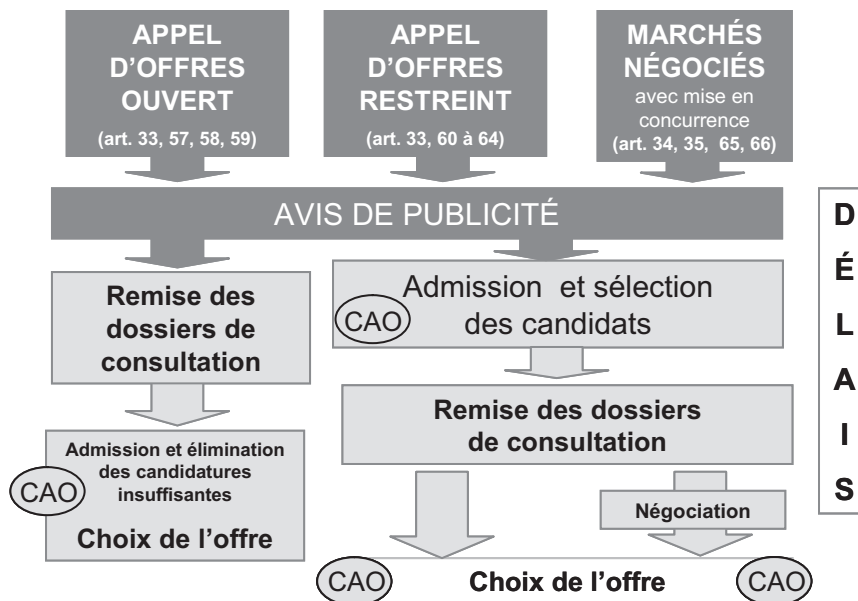 APPEL
D’OFFRES
OUVERT
(art. 33, 57, 58, 59)
APPEL
D’OFFRES
RESTREINT
(art. 33, 60 à 64)
MARCHÉS
NÉGOCIÉS
avec mise en
concurrence
(art. 34, 35, 65, 66)
AVIS DE PUBLICITÉ
Remise des
dossiers de
consultation
Admission et élimination
des candidatures
insuffisantes
CAO
Choix de l’offre
Admission et sélection
des candidats
CAO
Remise des dossiers
de consultation
Négociation
CAO
Choix de l’offre
CAO
D
É
L
A
I
S